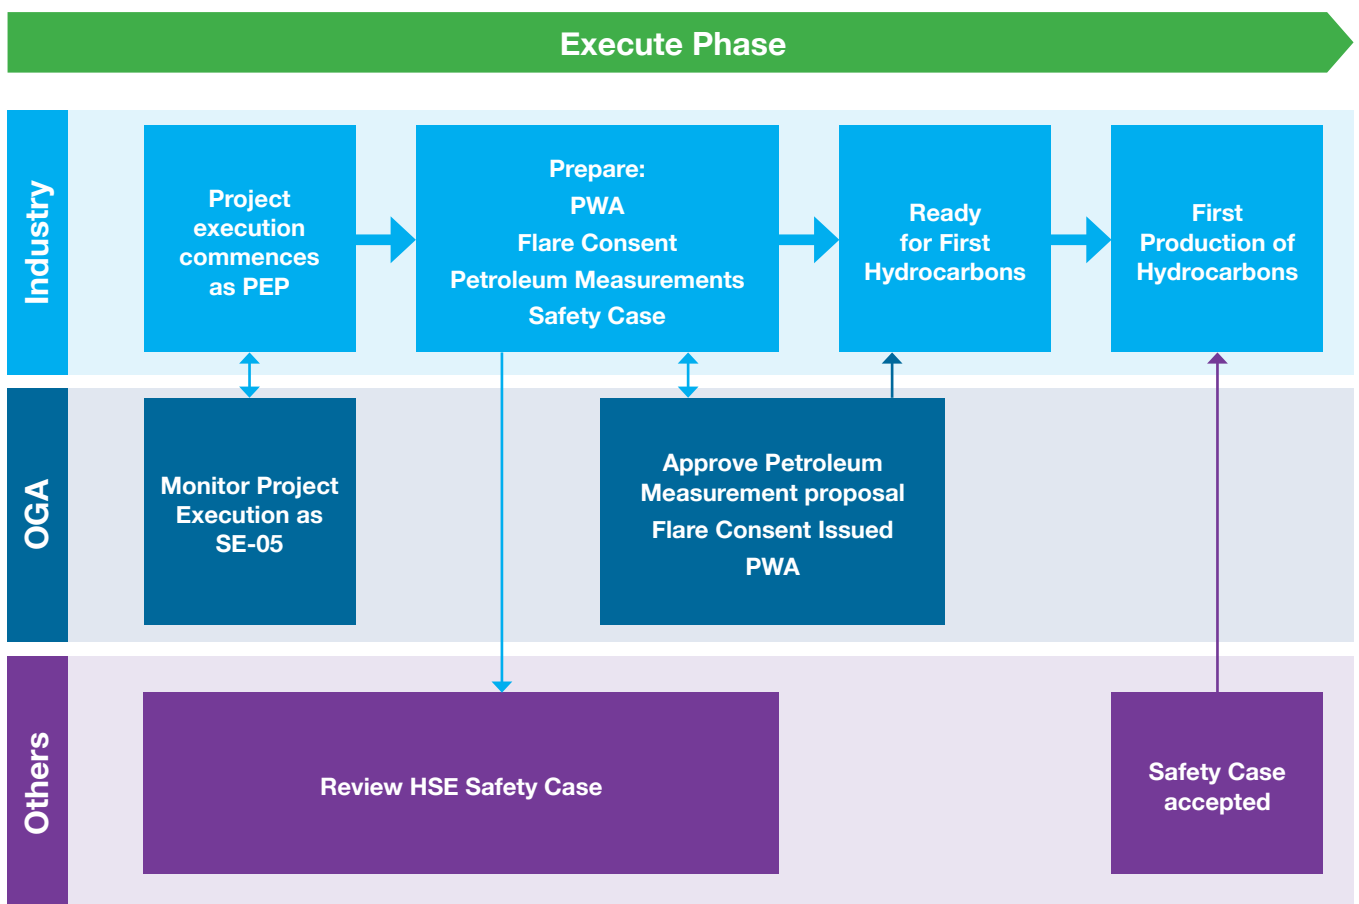 Execute Phase
Industry
Project
execution
commences
as PEP
Prepare:
PWA
Flare Consent
Petroleum Measurements
Safety Case
Ready
for First
Hydrocarbons
First
Production of
Hydrocarbons
OGA
Monitor Project
Execution as
SE-05
Approve Petroleum
Measurement proposal
Flare Consent Issued
PWA
Others
Review HSE Safety Case
Safety Case
accepted